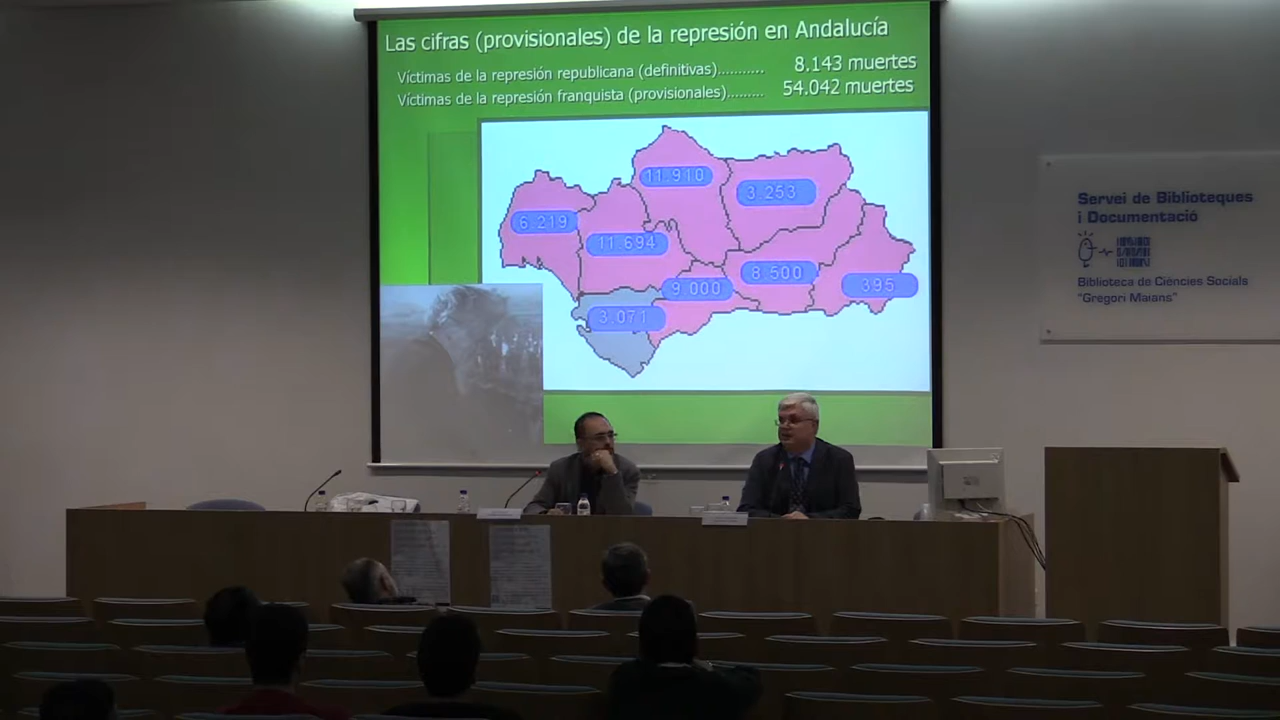 Las cifras (provisionales) de la represión en Andalucía
Víctimas de la represión republicana (definitivas)........... 8.143 muertes
Víctimas de la represión franquista (provisionales)......... 54.042 muertes
11.910
3.253
6.219
11.694
8.500
9.000
395
3.071
Servei de Biblioteques
i Documentació
Biblioteca de Ciències Socials
"Gregori Maians"